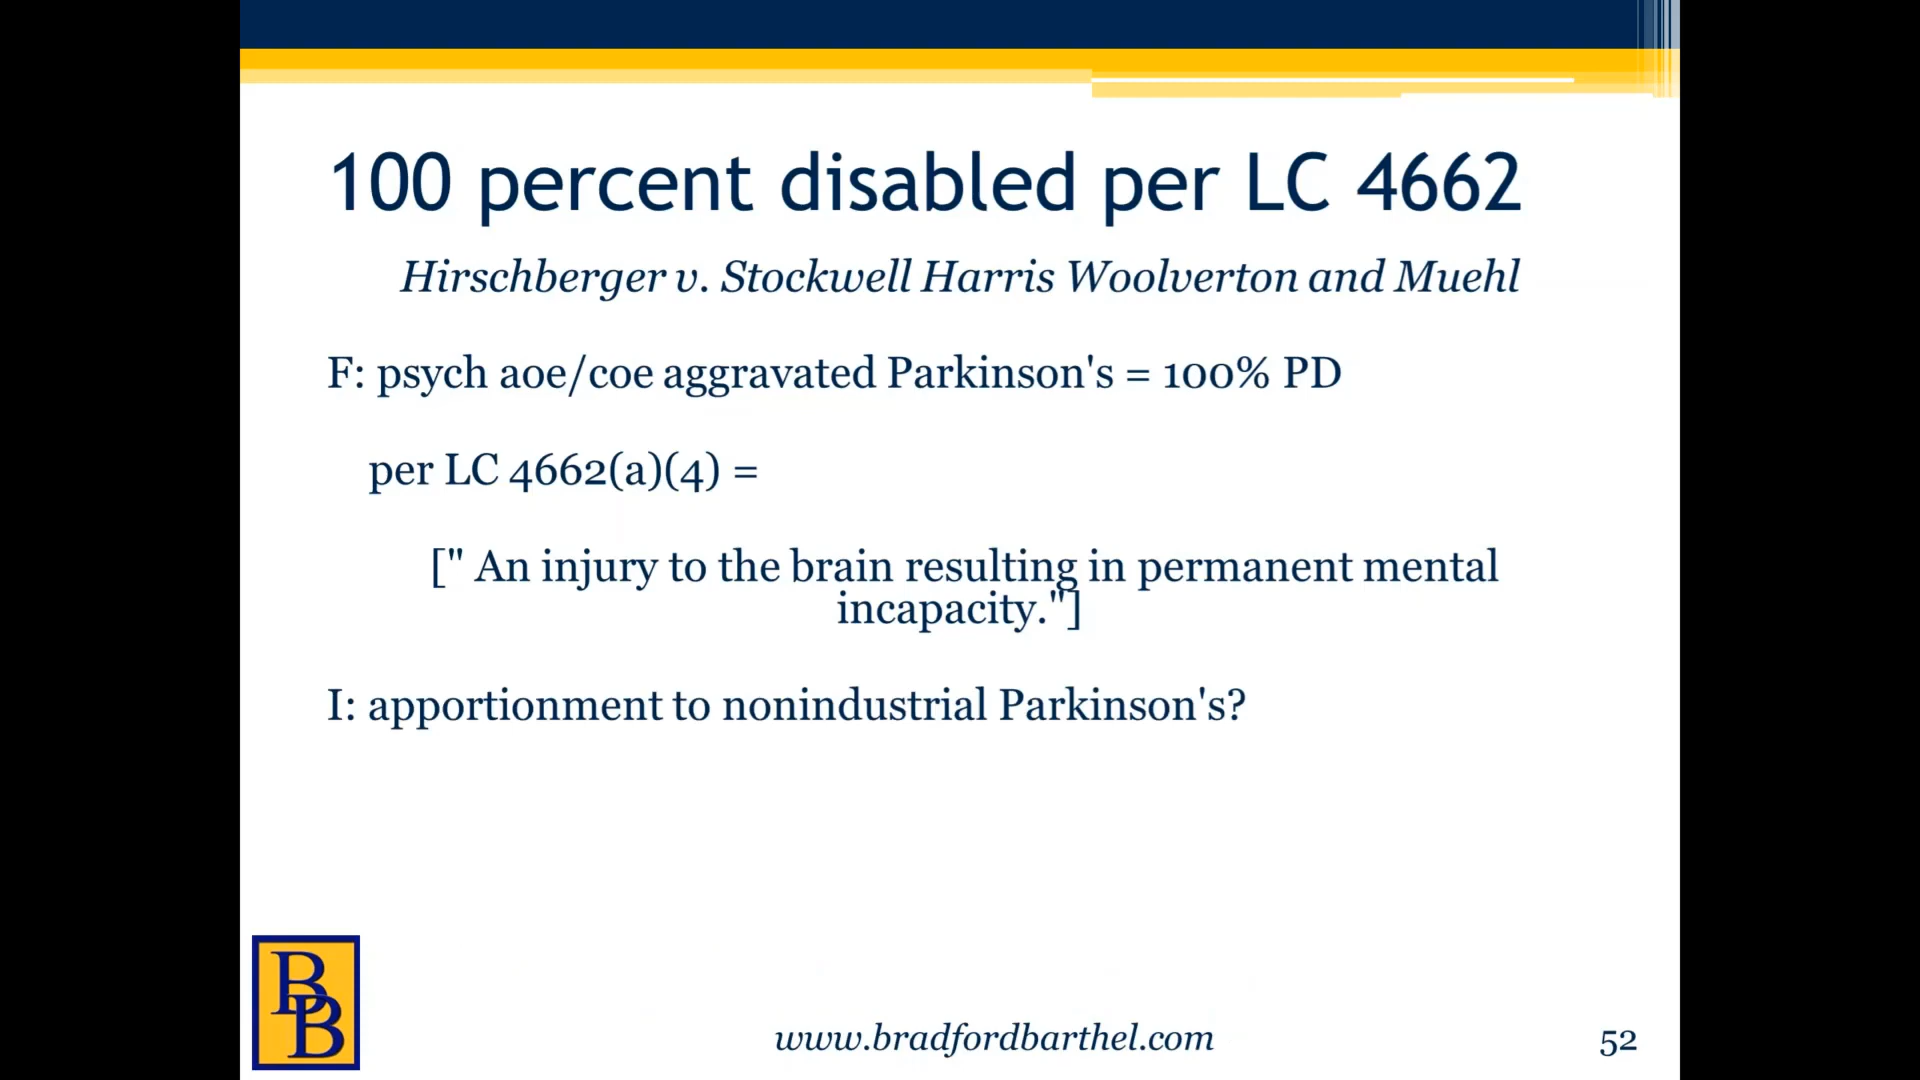 100 percent disabled per LC 4662
Hirschberger v. Stockwell Harris Woolverton and Muehl
F: psych aoe/coe aggravated Parkinson's = 100% PD
per LC 4662(a)(4) =
[" An injury to the brain resulting in permanent mental
incapacity."]
I: apportionment to nonindustrial Parkinson's?
BB
www.bradfordbarthel.com
52